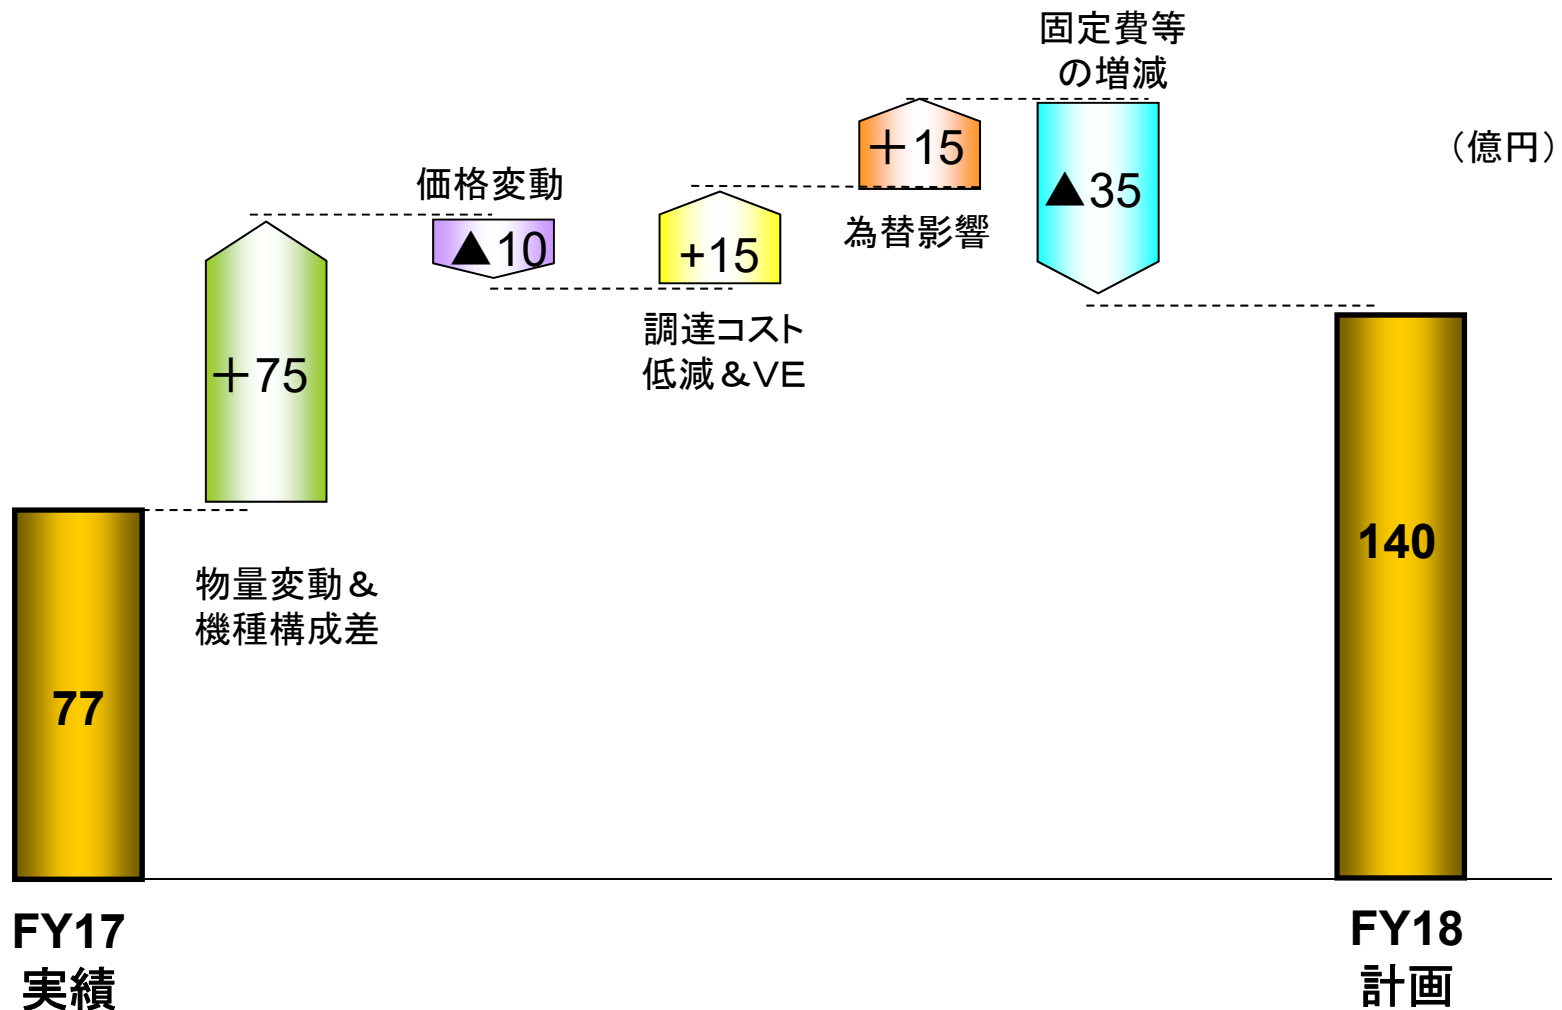 固定費等
の増減
（億円）
＋15
価格変動
▲35
▲10
+15
為替影響
調達コスト
低減＆VE
＋75
140
物量変動＆
機種構成差
77
FY17
実績
FY18
計画